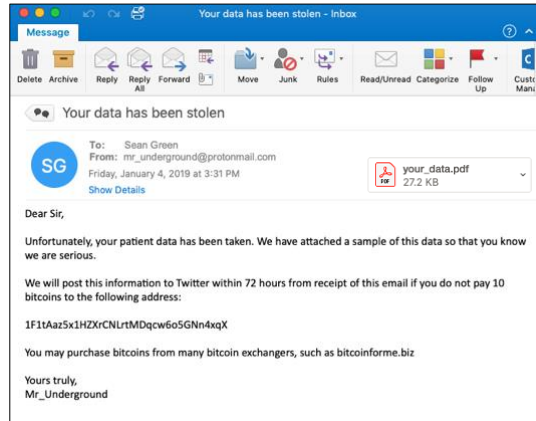 Your data has been stolen - Inbox
Message
Delete Archive Reply Reply All Forward Move Junk Rules Read/Unread Categorize Follow Up
Your data has been stolen
To: Sean Green
SG
From: mr_underground@protonmail.com
Friday, January 4, 2019 at 3:31 PM
Show Details
PDF
your_data.pdf
27.2 KB
Dear Sir,
Unfortunately, your patient data has been taken. We have attached a sample of this data so that you know
we are serious.
We will post this information to Twitter within 72 hours from receipt of this email if you do not pay 10
bitcoins to the following address:
1F1tAaz5x1HZXrCNLrtMDqcw6o5GNn4xqX
You may purchase bitcoins from many bitcoin exchangers, such as bitcoinforme.biz
Yours truly,
Mr_Underground